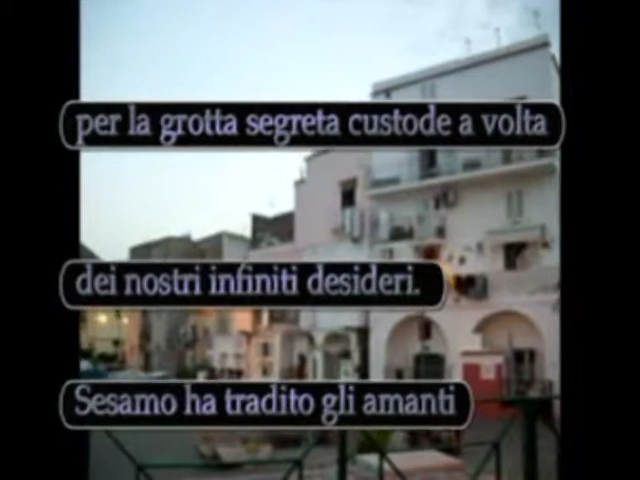 per la grotta segreta custode a volta
dei nostri infiniti desideri.
Sesamo ha tradito gli amanti